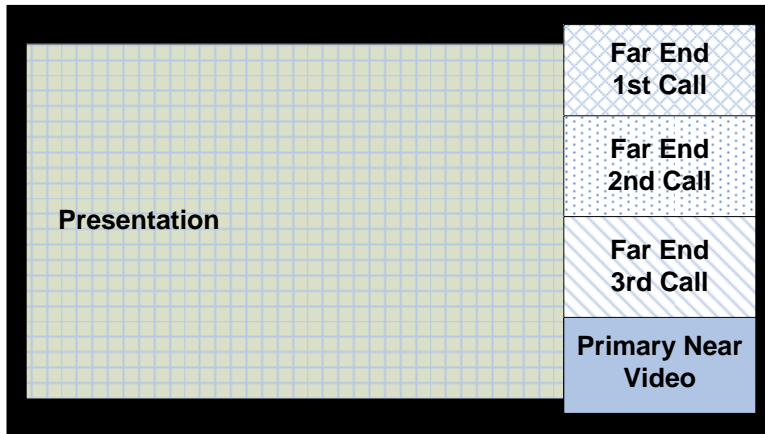 Presentation
Far End
1st Call
Far End
2nd Call
Far End
3rd Call
Primary Near
Video